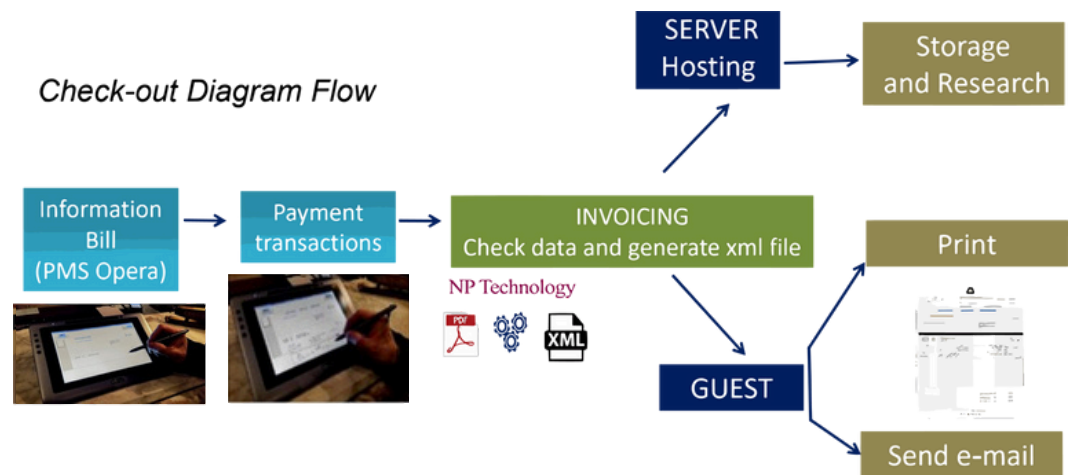 SERVER
Hosting
Storage
and Research
Check-out Diagram Flow
Information
Bill
(PMS Opera)
Payment
transactions
INVOICING
Check data and generate xml file
NP Technology
PDF
XML
Print
GUEST
Send e-mail